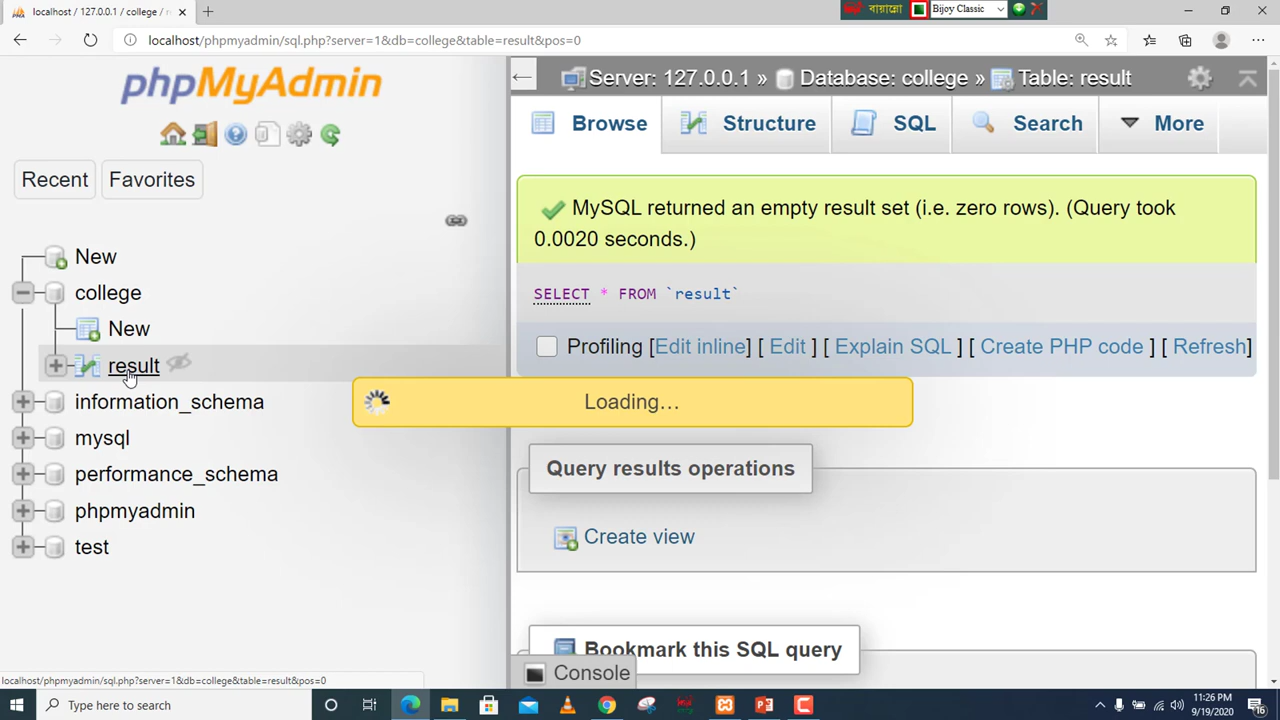 localhost / 127.0.0.1 / college / r
বায়ান্নো
Bijoy Classic
localhost/phpmyadmin/sql.php?server=1&db=college&table=result&pos=0
phpMyAdmin
Recent
Favorites
New
college
New
result
information_schema
mysql
performance_schema
phpmyadmin
test
localhost/phpmyadmin/sql.php?server=1&db=college&table=result&pos=0
Server: 127.0.0.1 » Database: college » Table: result
Browse
Structure
SQL
Search
More
MySQL returned an empty result set (i.e. zero rows). (Query took
0.0020 seconds.)
SELECT * FROM `result`
Profiling [Edit inline] [ Edit ] [ Explain SQL ] [ Create PHP code ] [ Refresh]
Loading…
Query results operations
Create view
Bookmark this SQL query
Console
Type here to search
11:26 PM
9/19/2020
16